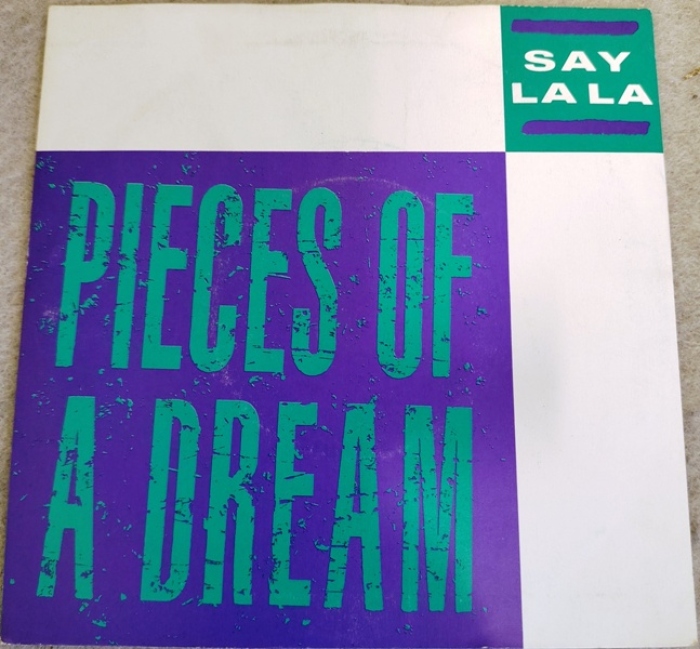 SAY
LA LA
PIECES OF
A DREAM